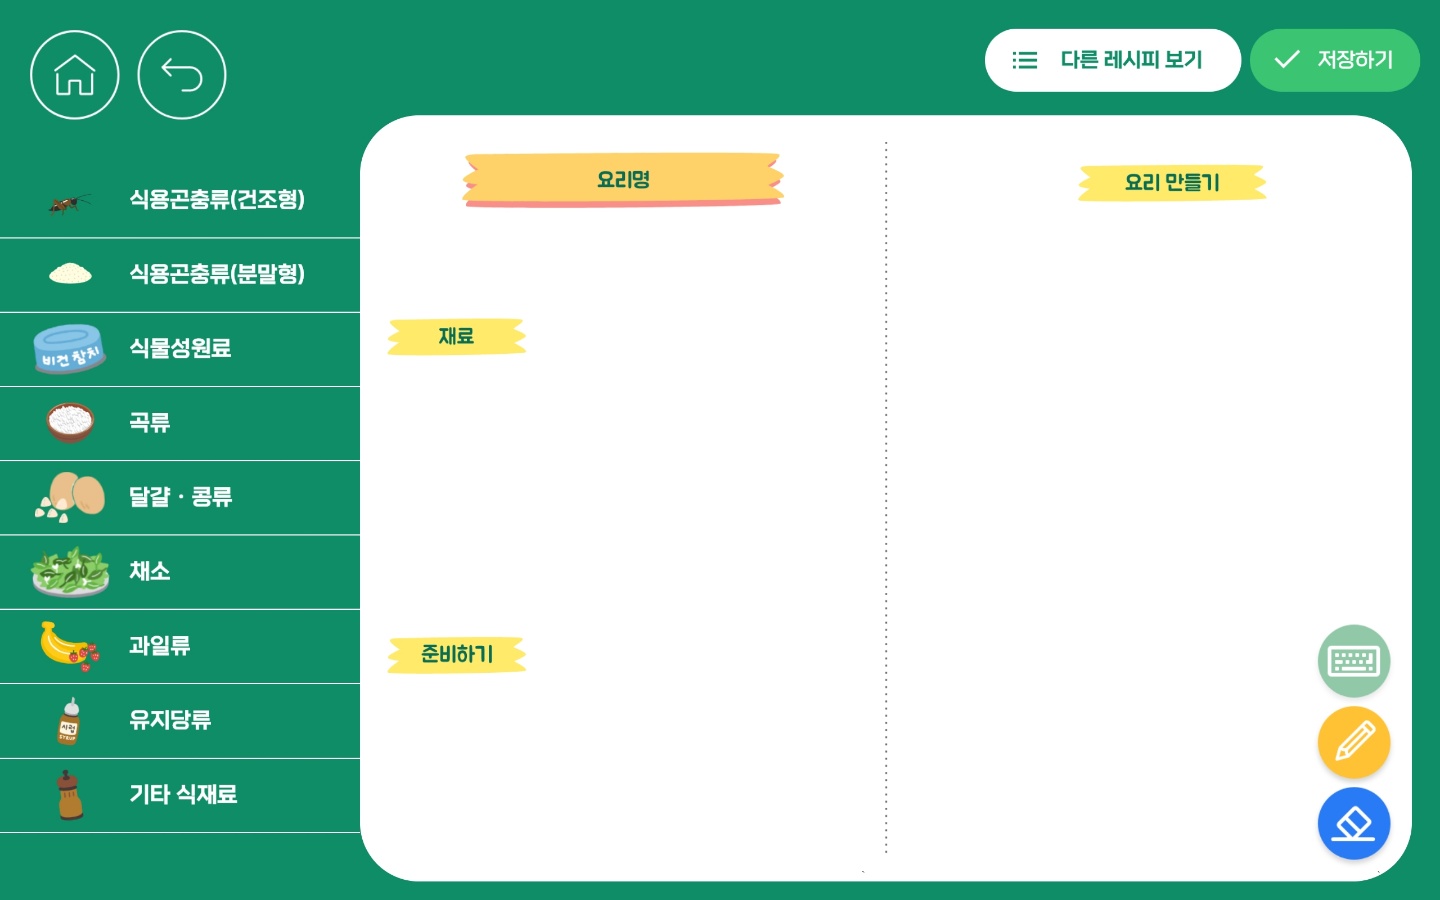 다른 레시피 보기
저장하기
식용곤충류(건조형)
식용곤충류(분말형)
비건 참치
식물성원료
곡류
달걀 · 콩류
채소
과일류
시럽
SYRUP
유지당류
기타 식재료
요리명
재료
준비하기
요리 만들기